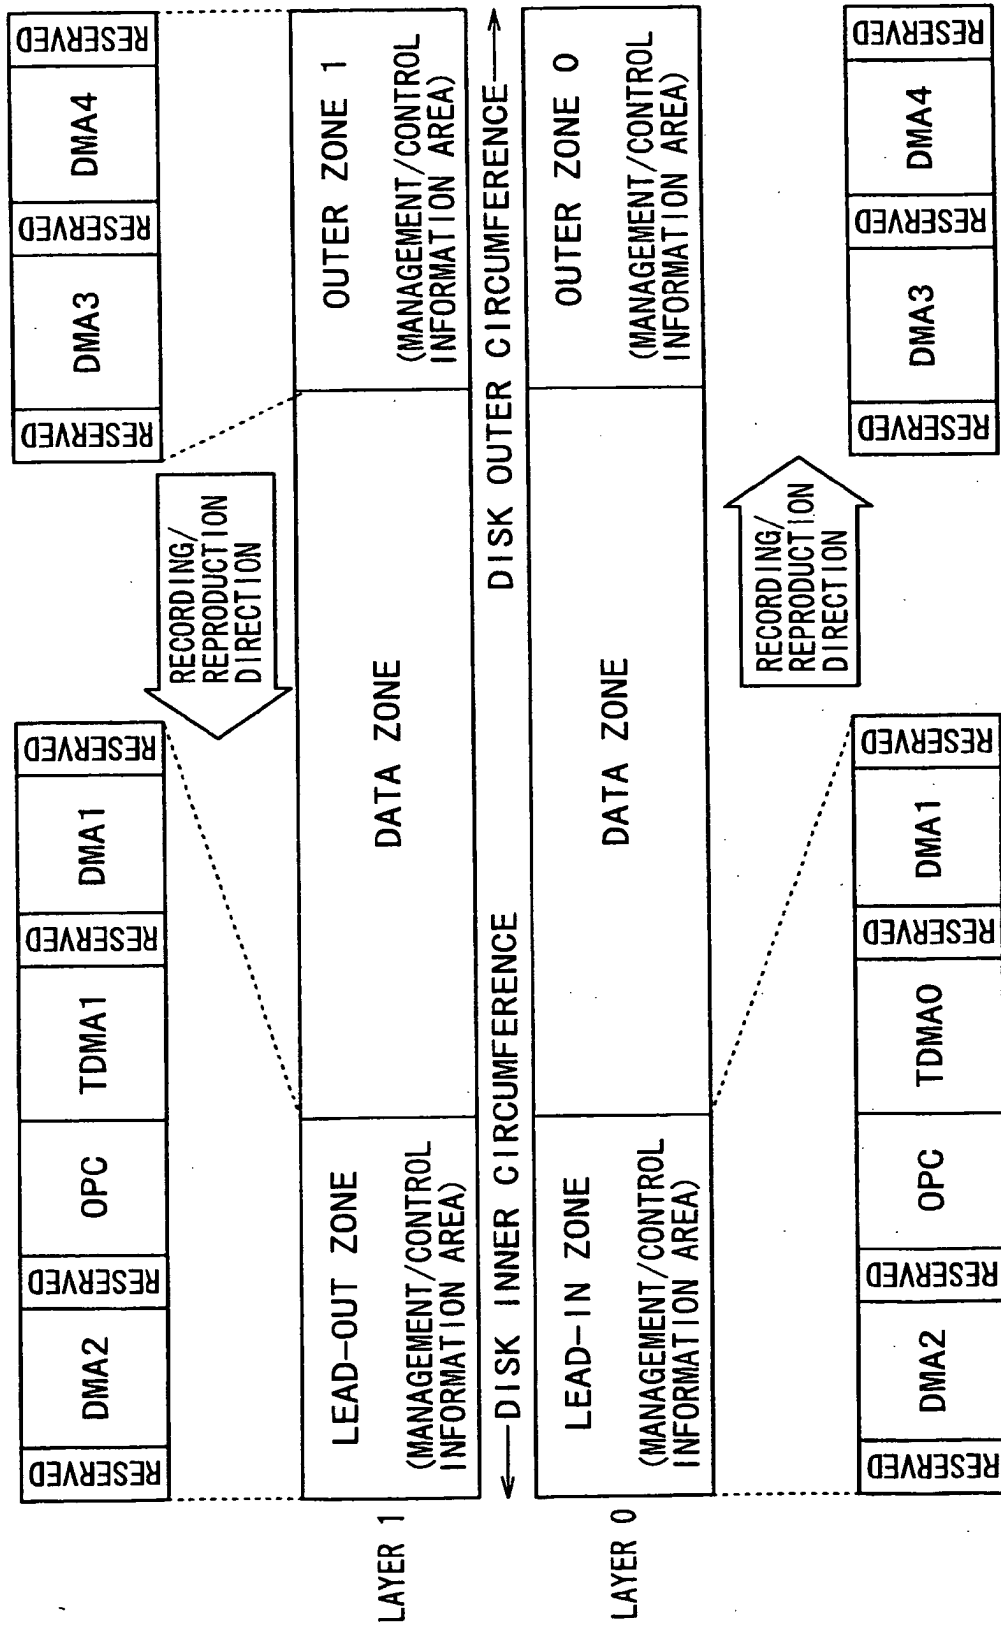 RESERVED
DMA2
RESERVED
OPC
TDMA1
RESERVED
DMA1
RESERVED
RESERVED
DMA3
RESERVED
DMA4
RESERVED
RECORDING/
REPRODUCTION
DIRECTION
LAYER 1
LEAD-OUT ZONE
(MANAGEMENT/CONTROL
INFORMATION AREA)
DATA ZONE
OUTER ZONE 1
(MANAGEMENT/CONTROL
INFORMATION AREA)
DISK INNER CIRCUMFERENCE
DISK OUTER CIRCUMFERENCE
LAYER 0
LEAD-IN ZONE
(MANAGEMENT/CONTROL
INFORMATION AREA)
DATA ZONE
OUTER ZONE 0
(MANAGEMENT/CONTROL
INFORMATION AREA)
RECORDING/
REPRODUCTION
DIRECTION
RESERVED
DMA2
RESERVED
OPC
TDMA0
RESERVED
DMA1
RESERVED
RESERVED
DMA3
RESERVED
DMA4
RESERVED